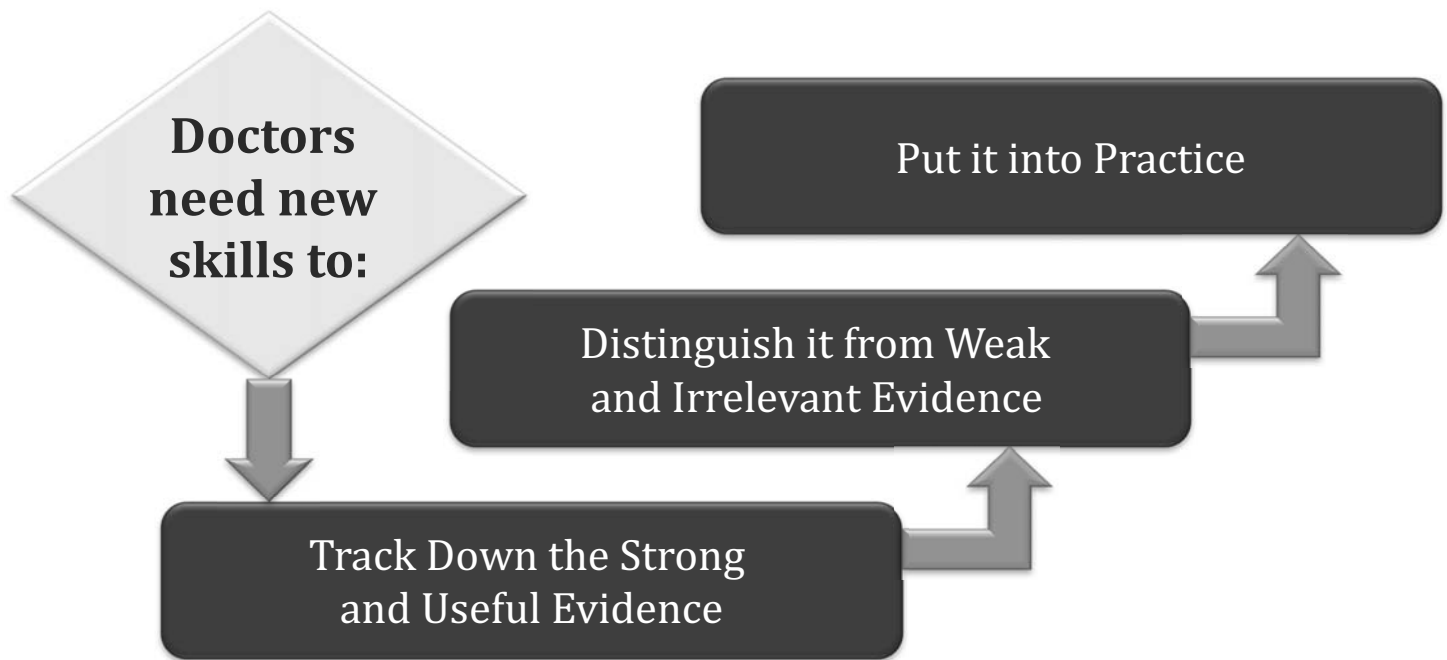 Doctors
need new
skills to:
Track Down the Strong
and Useful Evidence
Distinguish it from Weak
and Irrelevant Evidence
Put it into Practice